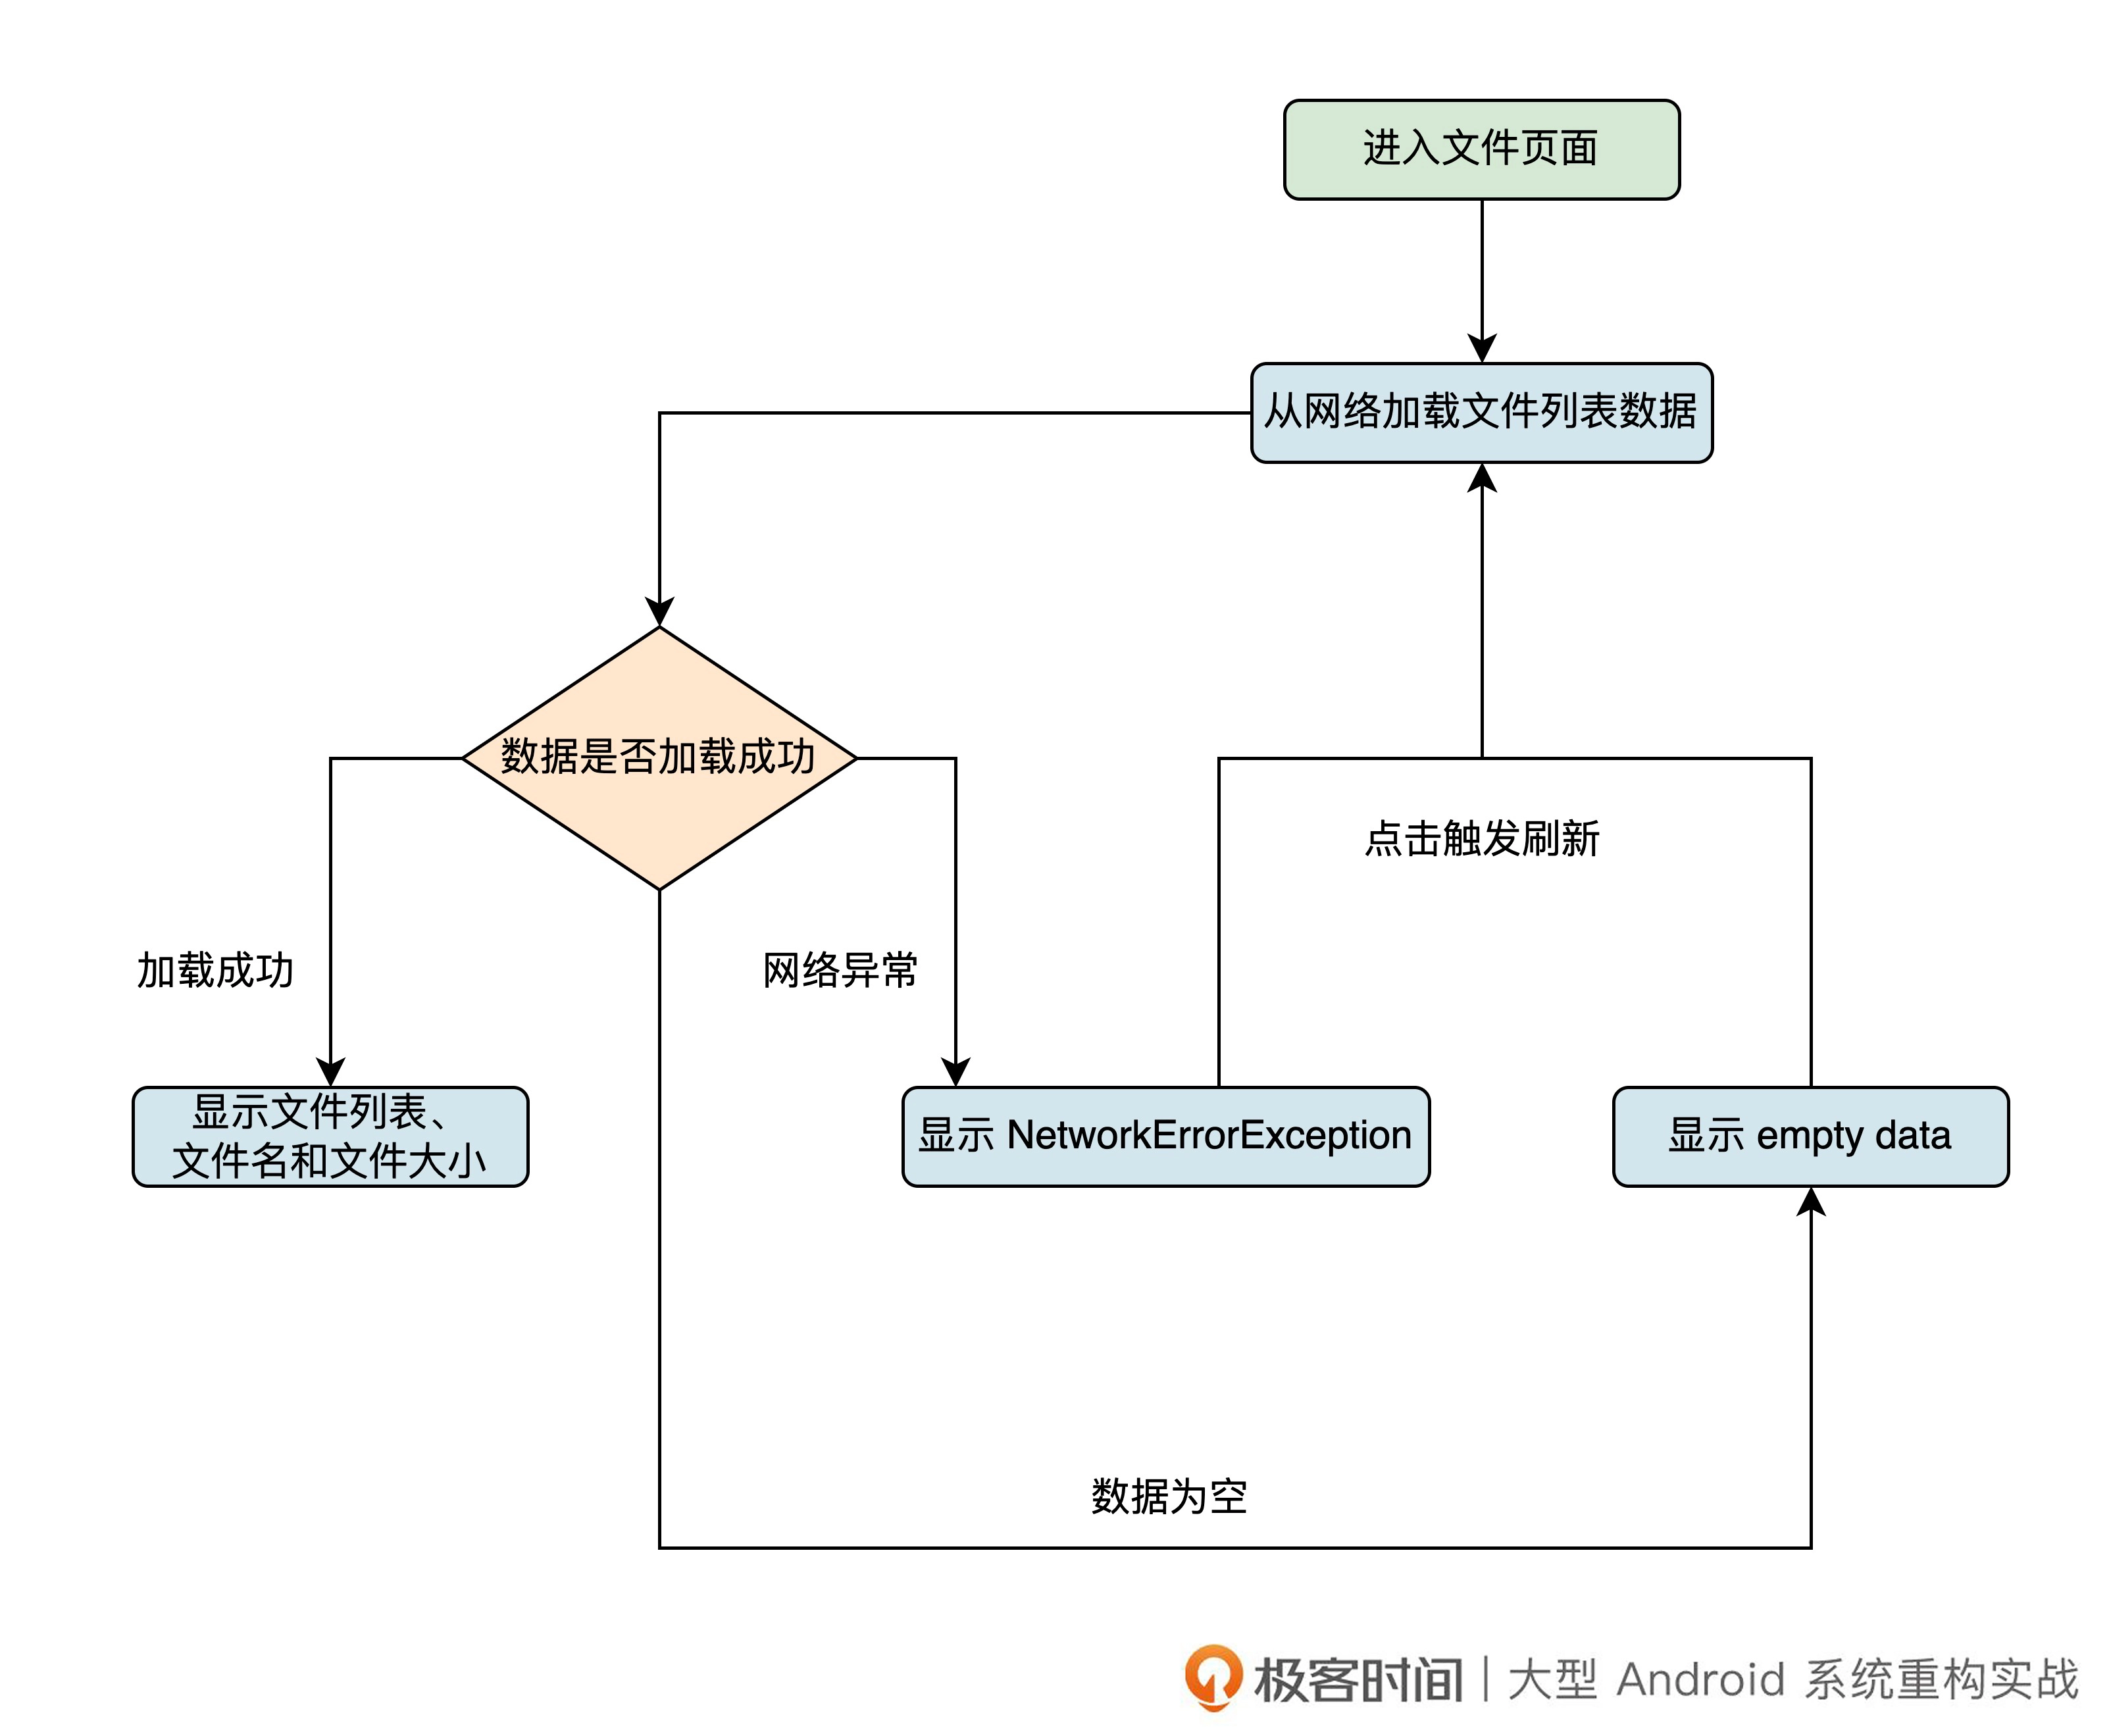 进入文件页面
从网络加载文件列表数据
数据是否加载成功
点击触发刷新
加载成功
网络异常
显示文件列表、
文件名和文件大小
显示 NetworkErrorException
显示 empty data
数据为空
极客时间 | 大型 Android 系统重构实战